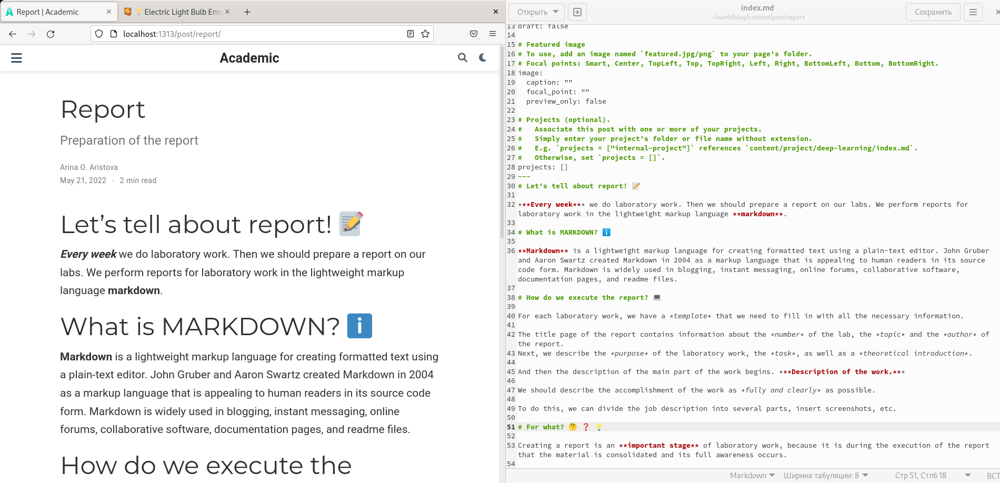 Report | Academic
Electric Light Bulb Emo
localhost:1313/post/report/
Academic
Report
Preparation of the report
Arina O. Aristova
May 21, 2022 · 2 min read
Let’s tell about report! 📝
Every week we do laboratory work. Then we should prepare a report on our
labs. We perform reports for laboratory work in the lightweight markup
language markdown.
What is MARKDOWN? ℹ️
Markdown is a lightweight markup language for creating formatted text using
a plain-text editor. John Gruber and Aaron Swartz created Markdown in 2004
as a markup language that is appealing to human readers in its source code
form. Markdown is widely used in blogging, instant messaging, online
forums, collaborative software, documentation pages, and readme files.
How do we execute the
Открыть
index.md
~/work/blog/content/post/report
Сохранить
13 draft: false
14
15 # Featured image
16 # To use, add an image named `featured.jpg/png` to your page's folder.
17 # Focal points: Smart, Center, TopLeft, Top, TopRight, Left, Right, BottomLeft, Bottom, BottomRight.
18 image:
19   caption: ""
20   focal_point: ""
21   preview_only: false
22
23 # Projects (optional).
24 #   Associate this post with one or more of your projects.
25 #   Simply enter your project's folder or file name without extension.
26 #   E.g. `projects = ["internal-project"]` references `content/project/deep-learning/index.md`.
27 #   Otherwise, set `projects = []`.
28 projects: []
29 ---
30 # Let's tell about report! 📝
31
32 ***Every week*** we do laboratory work. Then we should prepare a report on our labs. We perform reports for
laboratory work in the lightweight markup language **markdown**.
33
34 # What is MARKDOWN? ℹ️
35
36 **Markdown** is a lightweight markup language for creating formatted text using a plain-text editor. John Gruber
and Aaron Swartz created Markdown in 2004 as a markup language that is appealing to human readers in its source
code form. Markdown is widely used in blogging, instant messaging, online forums, collaborative software,
documentation pages, and readme files.
37
38 # How do we execute the report? 💻
39
40 For each laboratory work, we have a *template* that we need to fill in with all the necessary information.
41
42 The title page of the report contains information about the *number* of the lab, the *topic* and the *author* of
the report.
43 Next, we describe the *purpose* of the laboratory work, the *task*, as well as a *theoretical introduction*.
44
45 And then the description of the main part of the work begins. ***Description of the work.***
46
47 We should describe the accomplishment of the work as *fully and clearly* as possible.
48
49 To do this, we can divide the job description into several parts, insert screenshots, etc.
50
51 # For what? 🤔 ❓ 💡
52
53 Creating a report is an **important stage** of laboratory work, because it is during the execution of the report
that the material is consolidated and its full awareness occurs.
54
Markdown
Ширина табуляции: 8
Стр 51, Стлб 18
ВСТ